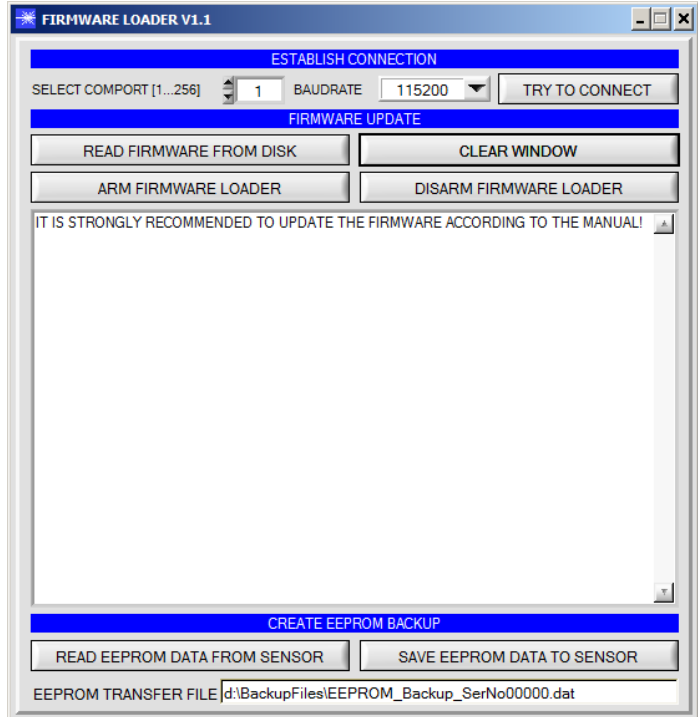 FIRMWARE LOADER V1.1
ESTABLISH CONNECTION
SELECT COMPORT [1...256] 1 BAUDRATE 115200 TRY TO CONNECT
FIRMWARE UPDATE
READ FIRMWARE FROM DISK CLEAR WINDOW
ARM FIRMWARE LOADER DISARM FIRMWARE LOADER
IT IS STRONGLY RECOMMENDED TO UPDATE THE FIRMWARE ACCORDING TO THE MANUAL!
CREATE EEPROM BACKUP
READ EEPROM DATA FROM SENSOR SAVE EEPROM DATA TO SENSOR
EEPROM TRANSFER FILE d:\BackupFiles\EEPROM_Backup_SerNo00000.dat